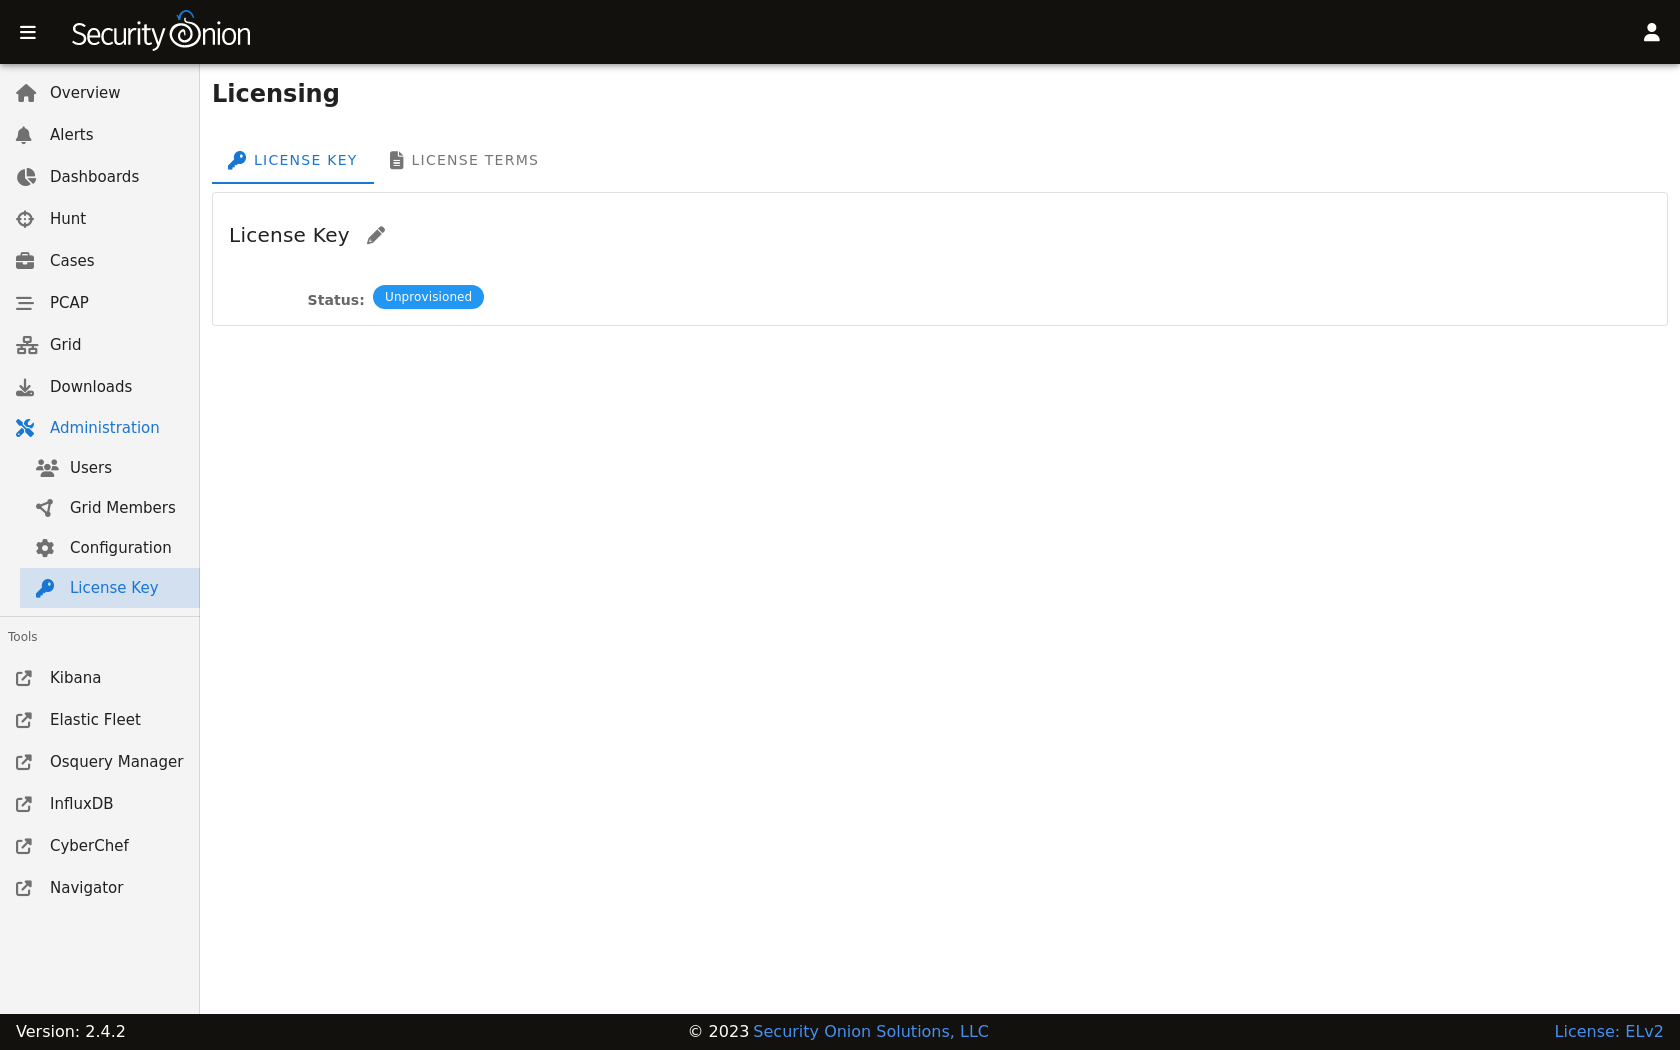 Security Onion
Overview
Alerts
Dashboards
Hunt
Cases
PCAP
Grid
Downloads
Administration
Users
Grid Members
Configuration
License Key
Tools
Kibana
Elastic Fleet
Osquery Manager
InfluxDB
CyberChef
Navigator
Licensing
LICENSE KEY LICENSE TERMS
License Key
Status: Unprovisioned
Version: 2.4.2 © 2023 Security Onion Solutions, LLC License: ELv2